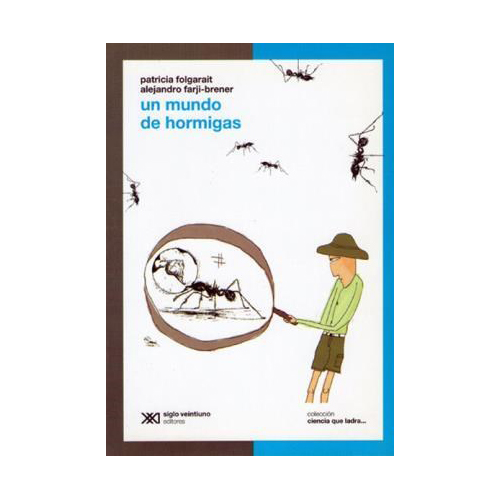 patricia folgarait
alejandro farji-brener
un mundo
de hormigas
siglo veintiuno
editores
colección
ciencia que ladra...